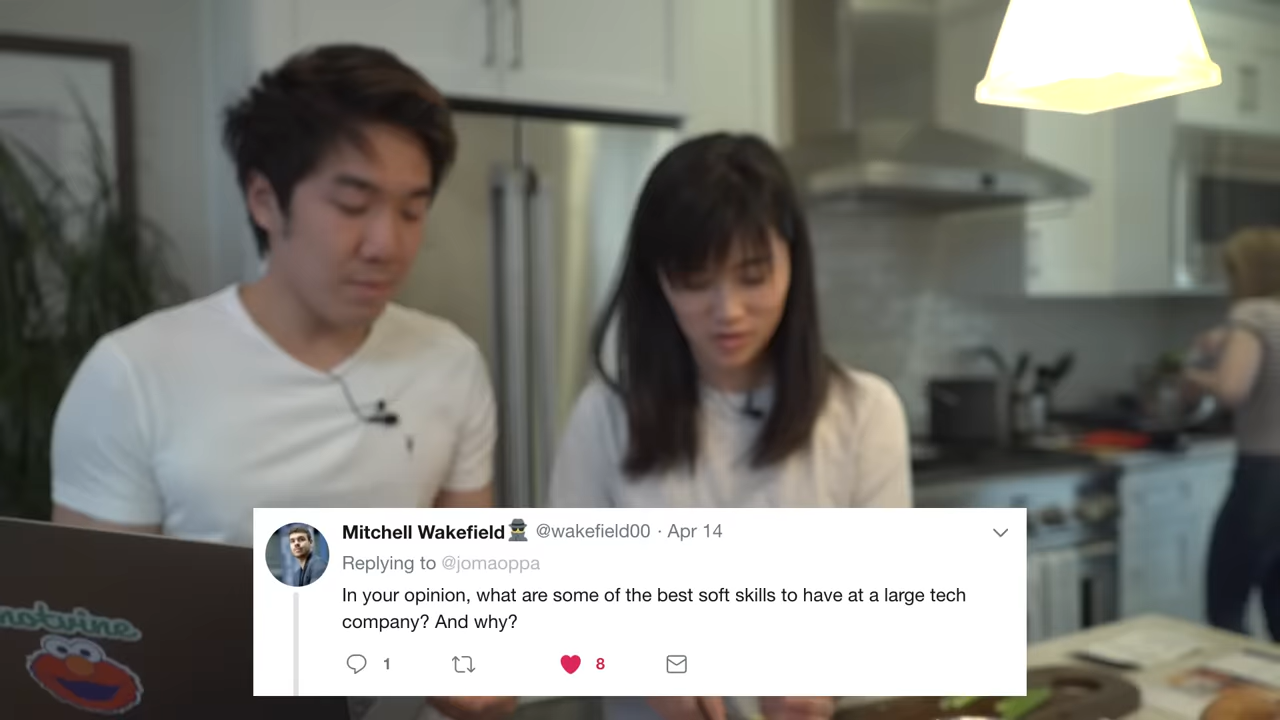 Mitchell Wakefield @wakefield00 · Apr 14
Replying to @jomaoppa
In your opinion, what are some of the best soft skills to have at a large tech
company? And why?
1 8
notvine